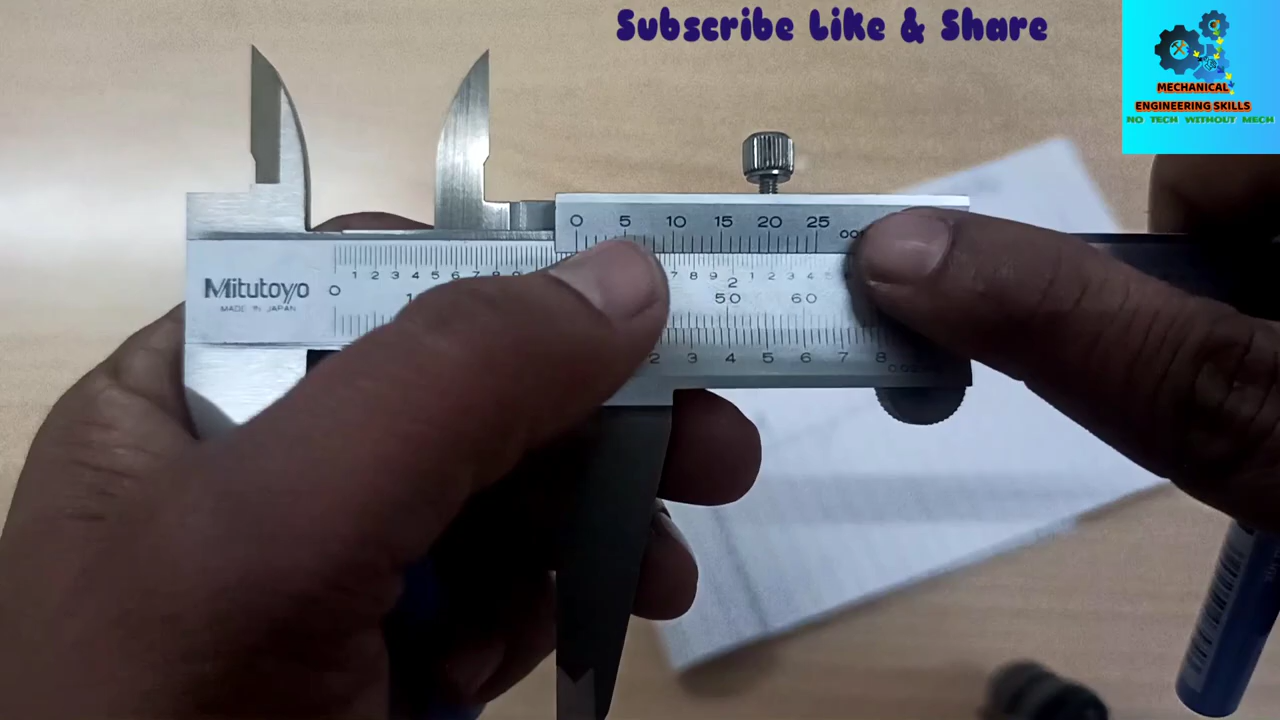 Subscribe Like & Share
MECHANICAL
ENGINEERING SKILLS
NO TECH WITHOUT MECH
0 5 10 15 20 25
1 2 3 4 5 6 7 8 9 7 8 9 1 2 3 4 5
2
Mitutoyo
MADE IN JAPAN
0 50 60
2 3 4 5 6 7 8